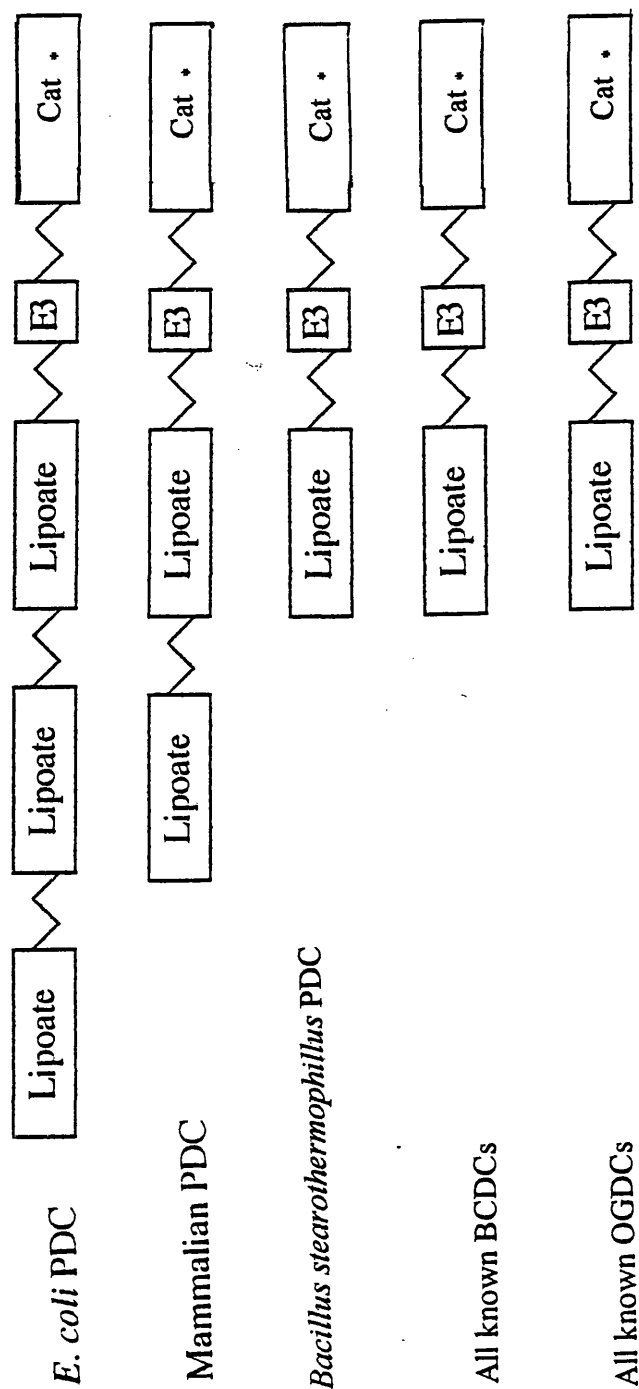 E. coli PDC Lipoate Lipoate Lipoate E3 Cat *
Mammalian PDC Lipoate Lipoate E3 Cat *
Bacillus stearothermophillus PDC Lipoate E3 Cat *
All known BCDCs Lipoate E3 Cat *
All known OGDCs Lipoate E3 Cat *